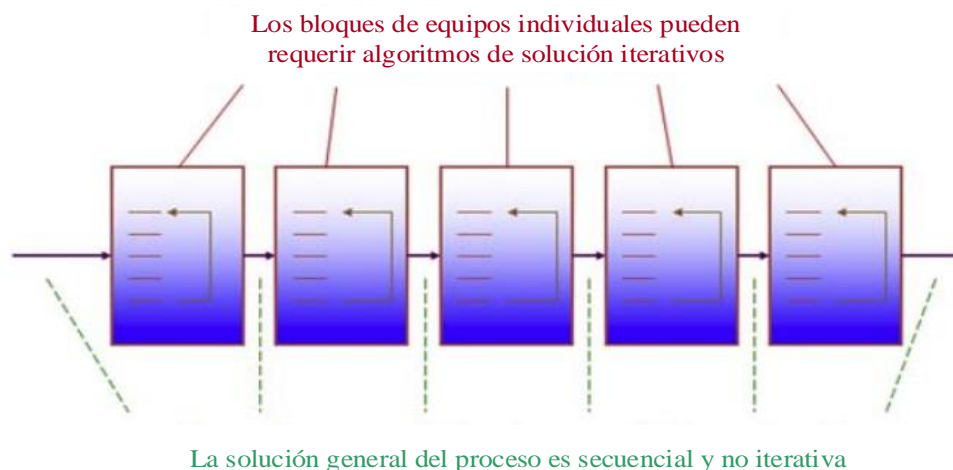 Los bloques de equipos individuales pueden
requerir algoritmos de solución iterativos
La solución general del proceso es secuencial y no iterativa